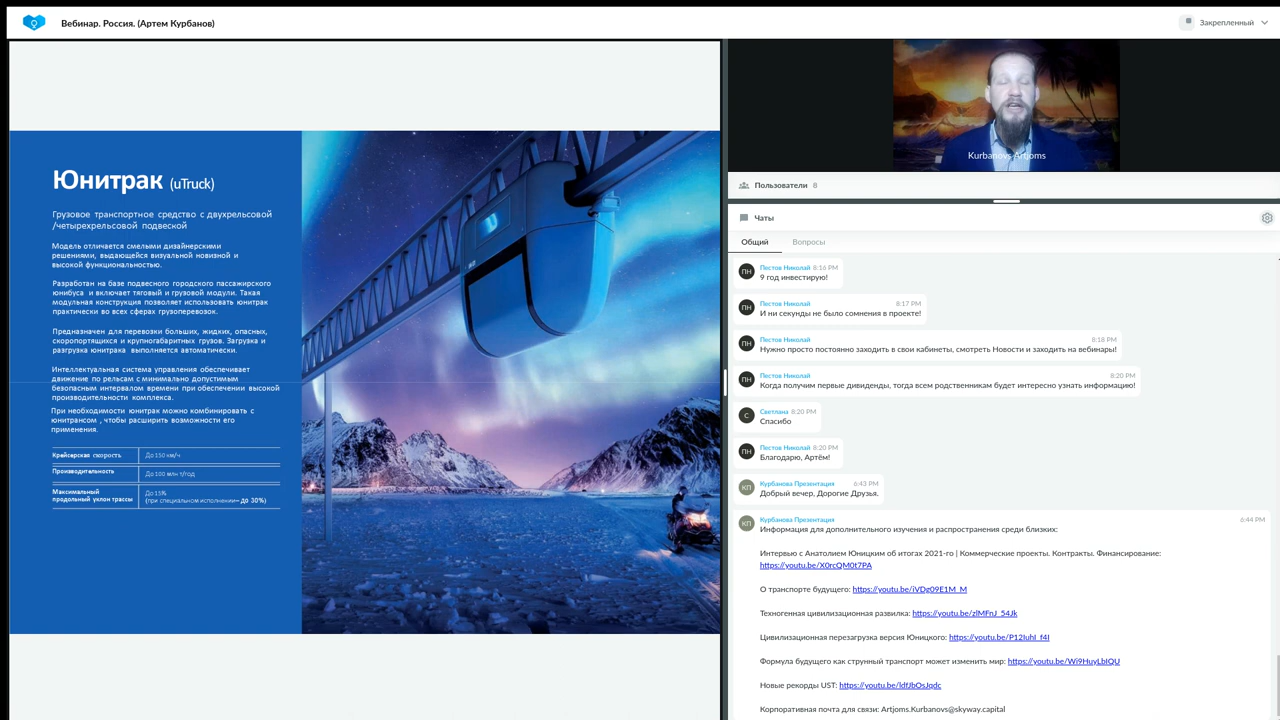 Вебинар. Россия. (Артем Курбанов)
Закрепленный
Юнитрак (uTruck)
Грузовое транспортное средство с двухрельсовой
/четырехрельсовой подвеской
Модель отличается смелыми дизайнерскими
решениями, выдающейся визуальной новизной и
высокой функциональностью.
Разработан на базе подвесного городского пассажирского
юнибуса и включает тяговый и грузовой модули. Такая
модульная конструкция позволяет использовать юнитрак
практически во всех сферах грузоперевозок.
Предназначен для перевозки больших, жидких, опасных,
скоропортящихся и крупногабаритных грузов. Загрузка и
разгрузка юнитрака выполняется автоматически.
Интеллектуальная система управления обеспечивает
движение по рельсам с минимально допустимым
безопасным интервалом времени при обеспечении высокой
производительности комплекса.
При необходимости юнитрак можно комбинировать с
юнитрансом , чтобы расширить возможности его
применения.
Крейсерская скорость До 150 км/ч
Производительность До 100 млн т/год
Максимальный
продольный уклон трассы
До 15%
(при специальном исполнении— до 30%)
Kurbanovs Artjoms
Пользователи 8
Чаты
Общий Вопросы
ПН Пестов Николай 8:16 PM
9 год инвестирую!
ПН Пестов Николай 8:17 PM
И ни секунды не было сомнения в проекте!
ПН Пестов Николай 8:18 PM
Нужно просто постоянно заходить в свои кабинеты, смотреть Новости и заходить на вебинары!
ПН Пестов Николай 8:20 PM
Когда получим первые дивиденды, тогда всем родственникам будет интересно узнать информацию!
С Светлана 8:20 PM
Спасибо
ПН Пестов Николай 8:20 PM
Благодарю, Артём!
КП Курбанова Презентация 6:43 PM
Добрый вечер, Дорогие Друзья.
КП Курбанова Презентация 6:44 PM
Информация для дополнительного изучения и распространения среди близких:
Интервью с Анатолием Юницким об итогах 2021-го | Коммерческие проекты. Контракты. Финансирование:
https://youtu.be/X0rcQM0t7PA
О транспорте будущего: https://youtu.be/iVDg09E1M_M
Техногенная цивилизационная развилка: https://youtu.be/zlMFnJ_54Jk
Цивилизационная перезагрузка версия Юницкого: https://youtu.be/P12IuhI_f4I
Формула будущего как струнный транспорт может изменить мир: https://youtu.be/Wi9HuyLbIQU
Новые рекорды UST: https://youtu.be/ldfJbOsJqdc
Корпоративная почта для связи: Artjoms.Kurbanovs@skyway.capital